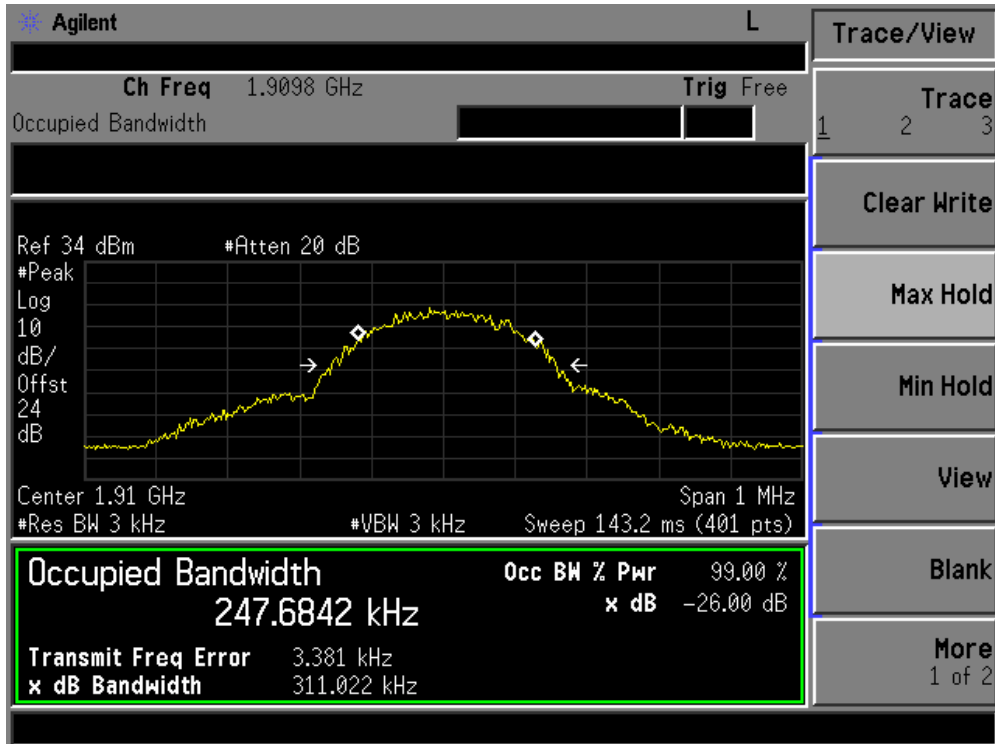 Agilent L
Trace/View
Ch Freq 1.9098 GHz Trig Free
Occupied Bandwidth
Trace
1 2 3
Clear Write
Max Hold
Min Hold
View
Blank
More
1 of 2
Ref 34 dBm #Atten 20 dB
#Peak
Log
10
dB/
Offst
24
dB
Center 1.91 GHz Span 1 MHz
#Res BW 3 kHz #VBW 3 kHz Sweep 143.2 ms (401 pts)
Occupied Bandwidth
247.6842 kHz
Occ BW % Pwr 99.00 %
x dB -26.00 dB
Transmit Freq Error 3.381 kHz
x dB Bandwidth 311.022 kHz